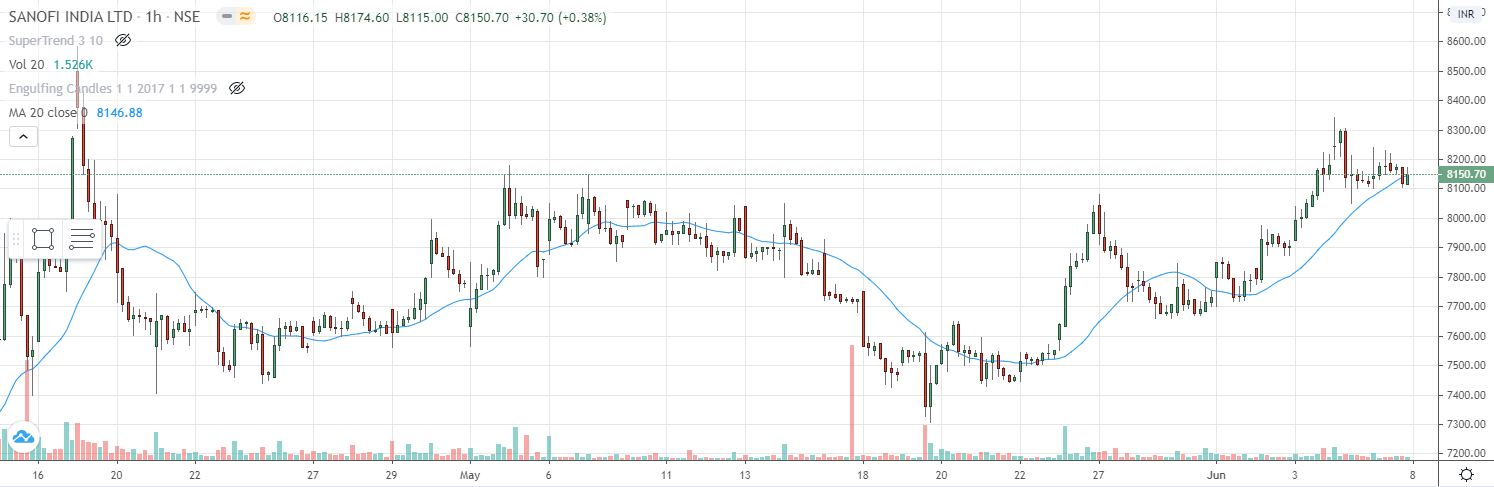 SANOFI INDIA LTD · 1h · NSE O8116.15 H8174.60 L8115.00 C8150.70 +30.70 (+0.38%)
SuperTrend 3 10
Vol 20 1.526K
Engulfing Candles 1 1 2017 1 1 9999
MA 20 close 0 8146.88
INR
8600.00
8500.00
8400.00
8300.00
8200.00
8150.70
8100.00
8000.00
7900.00
7800.00
7700.00
7600.00
7500.00
7400.00
7300.00
7200.00
16 20 22 27 29 May 6 11 13 18 20 22 27 Jun 3 8